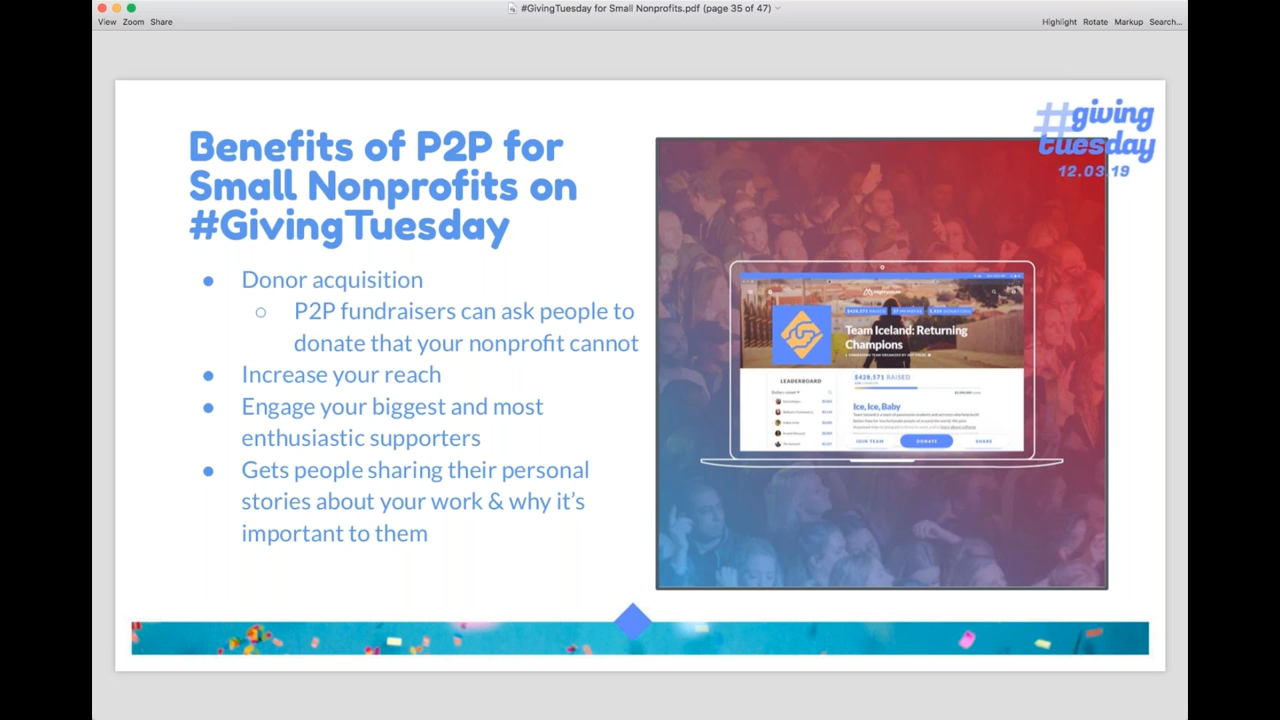 #GivingTuesday for Small Nonprofits.pdf (page 35 of 47)
View Zoom Share
Highlight Rotate Markup Search...
#giving
tuesday
12.03.19
Benefits of P2P for
Small Nonprofits on
#GivingTuesday
● Donor acquisition
○ P2P fundraisers can ask people to
donate that your nonprofit cannot
● Increase your reach
● Engage your biggest and most
enthusiastic supporters
● Gets people sharing their personal
stories about your work & why it's
important to them
$428,571 RAISED
Team Iceland: Returning
Champions
LEADERBOARD
$428,571 RAISED
Ice, Ice, Baby
JOIN TEAM
DONATE
SHARE